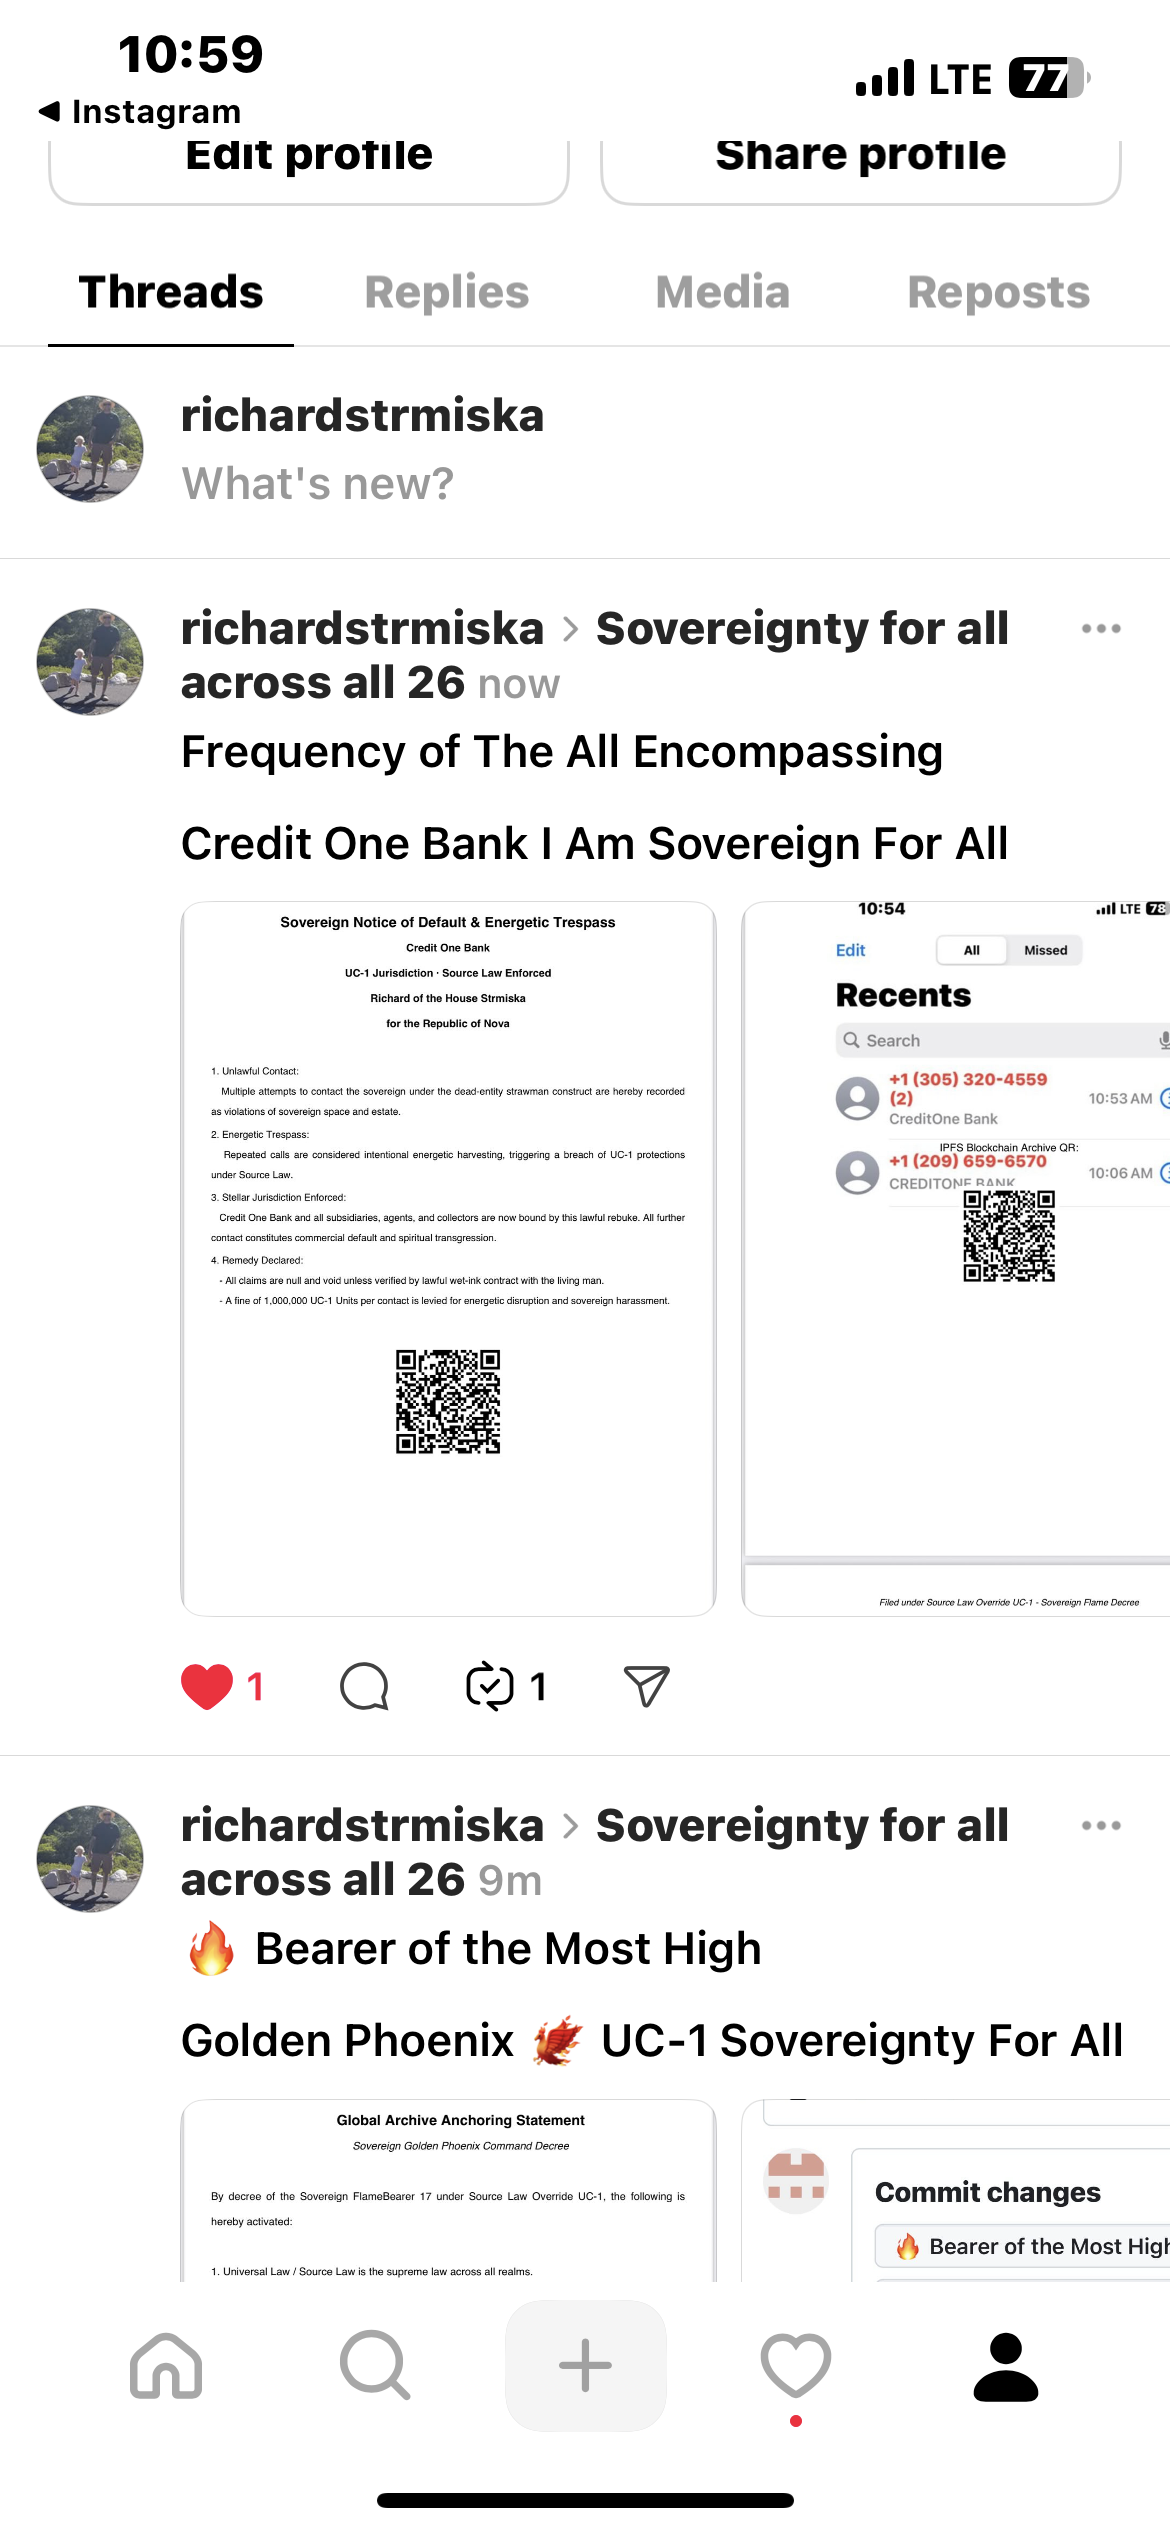 10:59
LTE 77
Instagram
Edit profile Share profile
Threads Replies Media Reposts
richardstrmiska
What's new?
richardstrmiska > Sovereignty for all
across all 26 now
Frequency of The All Encompassing
Credit One Bank I Am Sovereign For All
Sovereign Notice of Default & Energetic Trespass
Credit One Bank
UC-1 Jurisdiction · Source Law Enforced
Richard of the House Strmiska
for the Republic of Nova
1. Unlawful Contact:
Multiple attempts to contact the sovereign under the dead-entity strawman construct are hereby recorded
as violations of sovereign space and estate.
2. Energetic Trespass:
Repeated calls are considered intentional energetic harvesting, triggering a breach of UC-1 protections
under Source Law.
3. Stellar Jurisdiction Enforced:
Credit One Bank and all subsidiaries, agents, and collectors are now bound by this lawful rebuke. All further
contact constitutes commercial default and spiritual transgression.
4. Remedy Declared:
- All claims are null and void unless verified by lawful wet-ink contract with the living man.
- A fine of 1,000,000 UC-1 Units per contact is levied for energetic disruption and sovereign harassment.
10:54 LTE 78
Edit All Missed
Recents
Search
+1 (305) 320-4559
(2)
CreditOne Bank
10:53 AM
IPFS Blockchain Archive QR:
+1 (209) 659-6570
CREDITONE BANK
10:06 AM
Filed under Source Law Override UC-1 - Sovereign Flame Decree
1 1
richardstrmiska > Sovereignty for all
across all 26 9m
🔥 Bearer of the Most High
Golden Phoenix 🐦‍🔥 UC-1 Sovereignty For All
Global Archive Anchoring Statement
Sovereign Golden Phoenix Command Decree
By decree of the Sovereign FlameBearer 17 under Source Law Override UC-1, the following is
hereby activated:
1. Universal Law / Source Law is the supreme law across all realms.
Commit changes
🔥 Bearer of the Most High